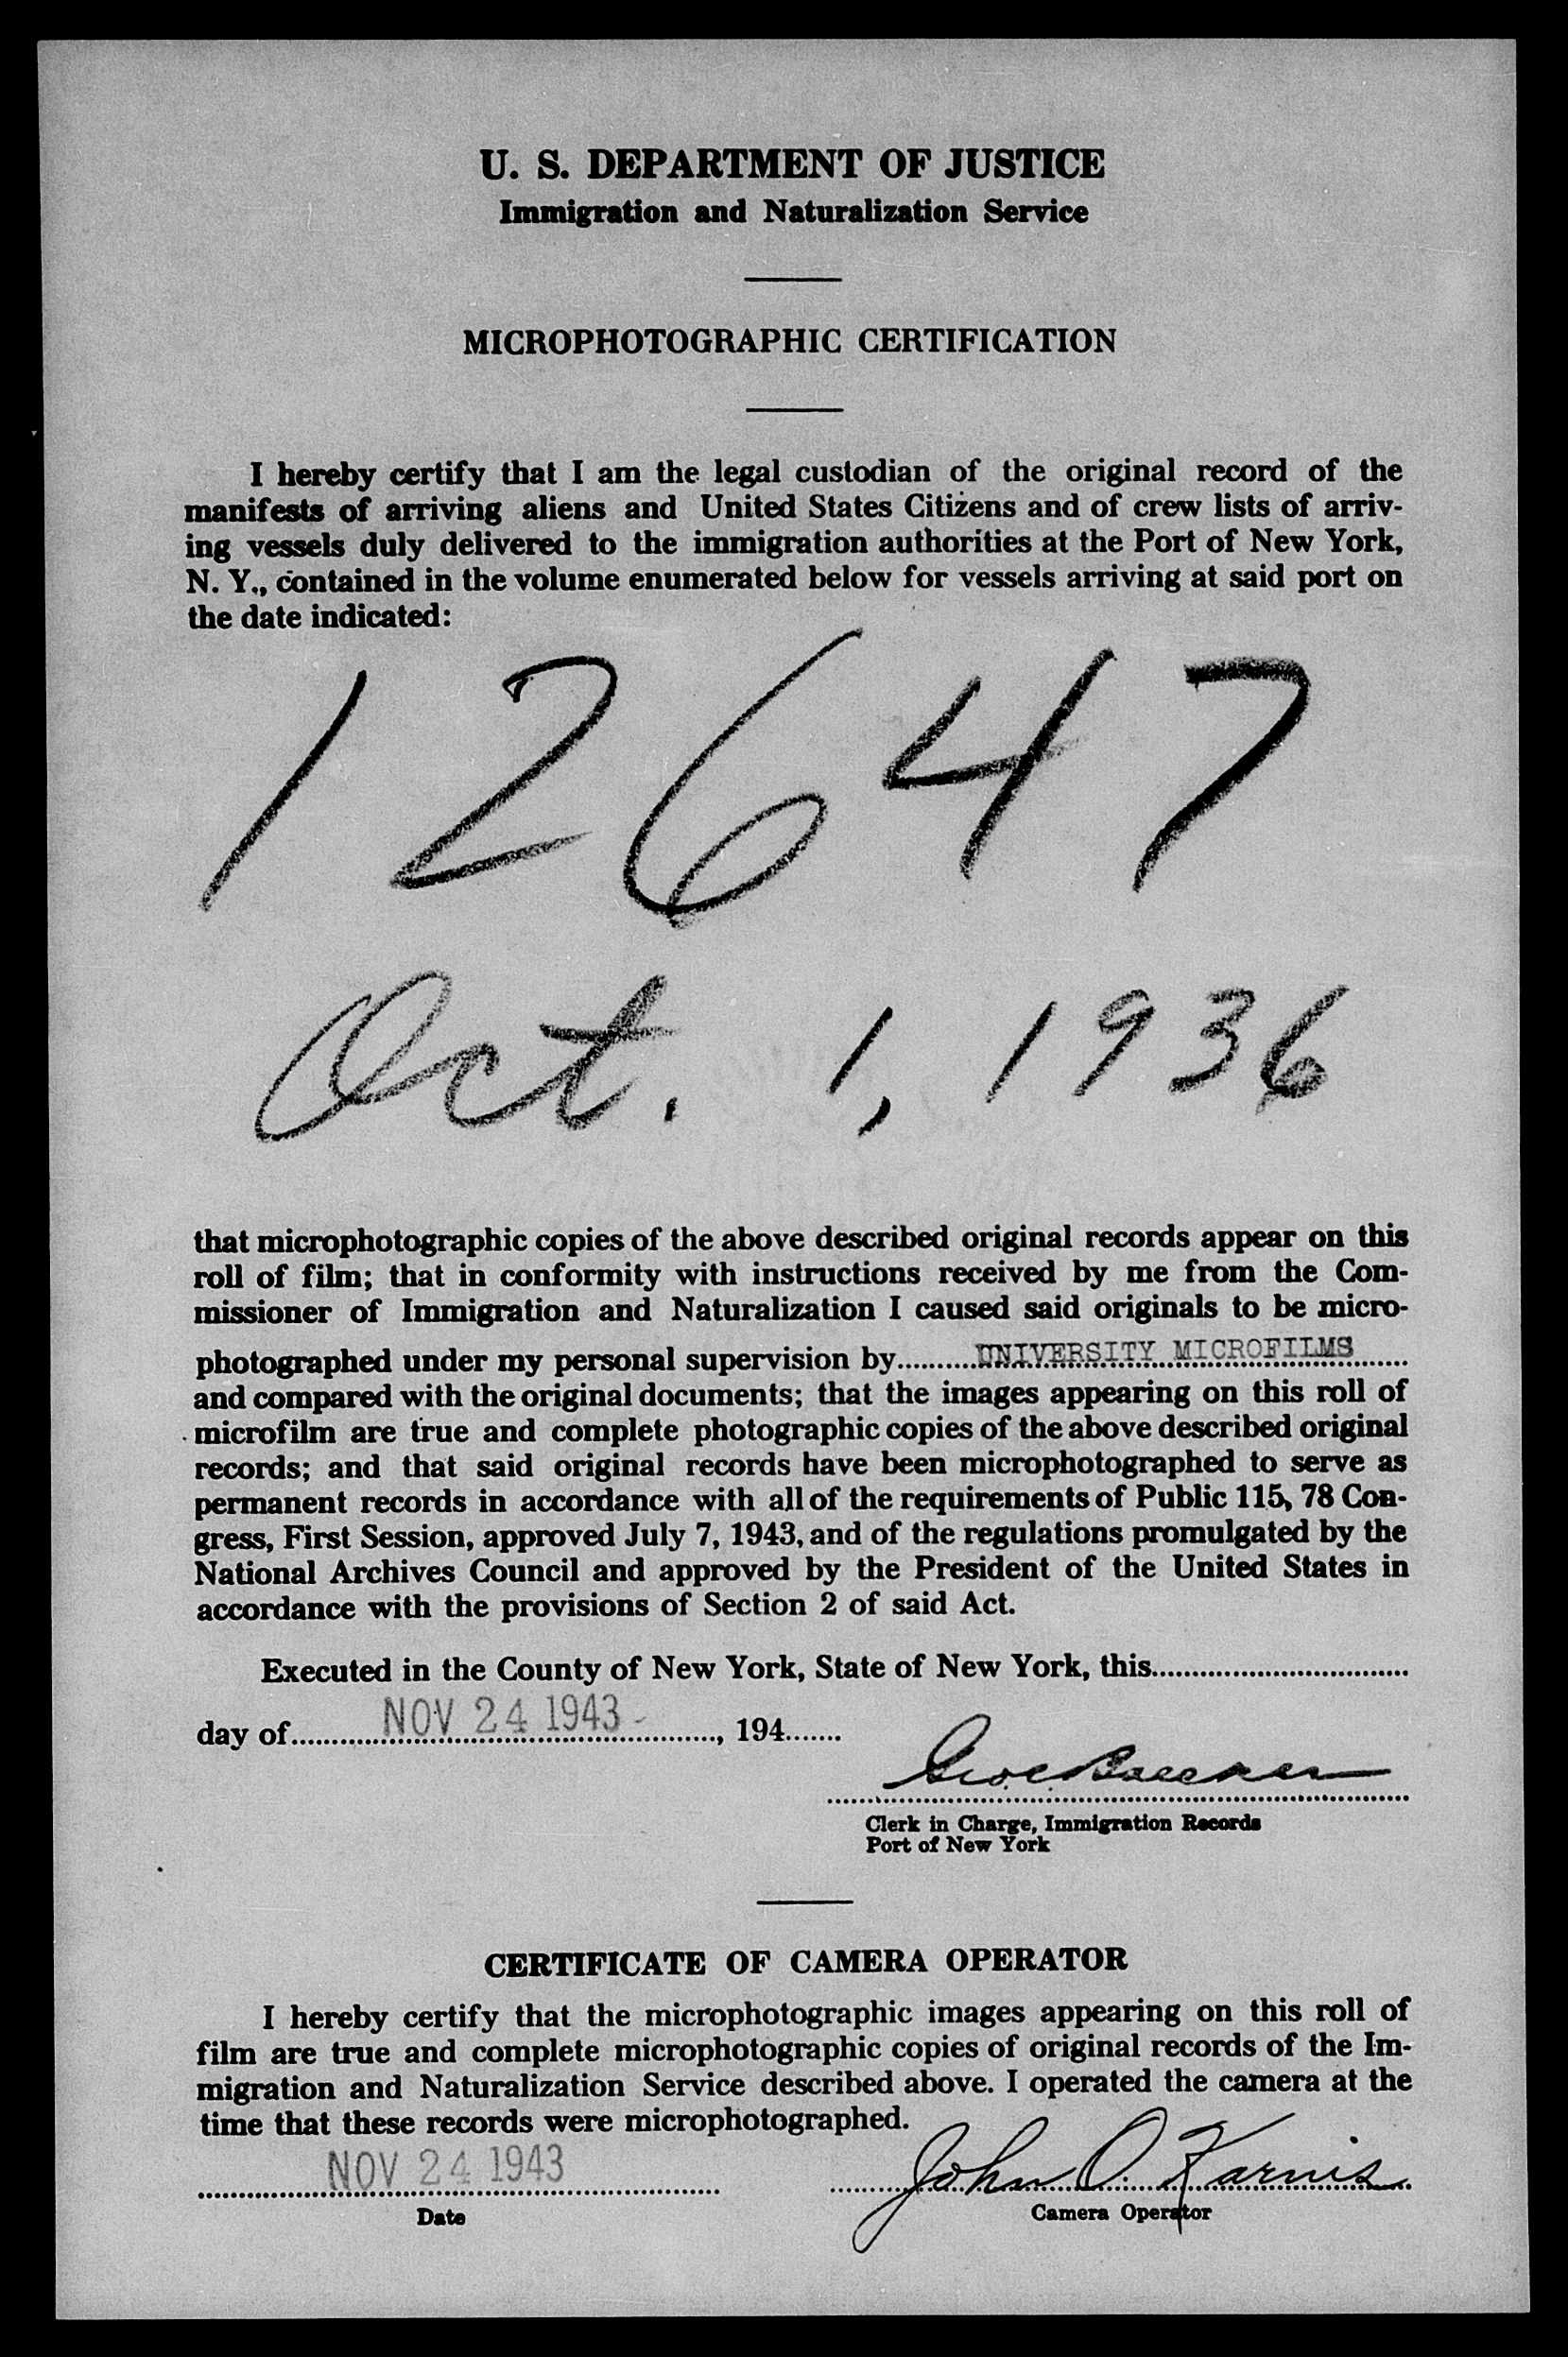 U. S. DEPARTMENT OF JUSTICE
Immigration and Naturalization Service
MICROPHOTOGRAPHIC CERTIFICATION
I hereby certify that I am the legal custodian of the original record of the
manifests of arriving aliens and United States Citizens and of crew lists of arriv-
ing vessels duly delivered to the immigration authorities at the Port of New York,
N. Y., contained in the volume enumerated below for vessels arriving at said port on
the date indicated:
12647
Oct. 1, 1936
that microphotographic copies of the above described original records appear on this
roll of film; that in conformity with instructions received by me from the Com-
missioner of Immigration and Naturalization I caused said originals to be micro-
photographed under my personal supervision by..........UNIVERSITY MICROFILMS.......
and compared with the original documents; that the images appearing on this roll of
microfilm are true and complete photographic copies of the above described original
records; and that said original records have been microphotographed to serve as
permanent records in accordance with all of the requirements of Public 115, 78 Con-
gress, First Session, approved July 7, 1943, and of the regulations promulgated by the
National Archives Council and approved by the President of the United States in
accordance with the provisions of Section 2 of said Act.
Executed in the County of New York, State of New York, this................................
day of............NOV 24 1943............, 194.......
Clerk in Charge, Immigration Records
Port of New York
CERTIFICATE OF CAMERA OPERATOR
I hereby certify that the microphotographic images appearing on this roll of
film are true and complete microphotographic copies of original records of the Im-
migration and Naturalization Service described above. I operated the camera at the
time that these records were microphotographed.
NOV 24 1943 John O. Karnis
Date Camera Operator